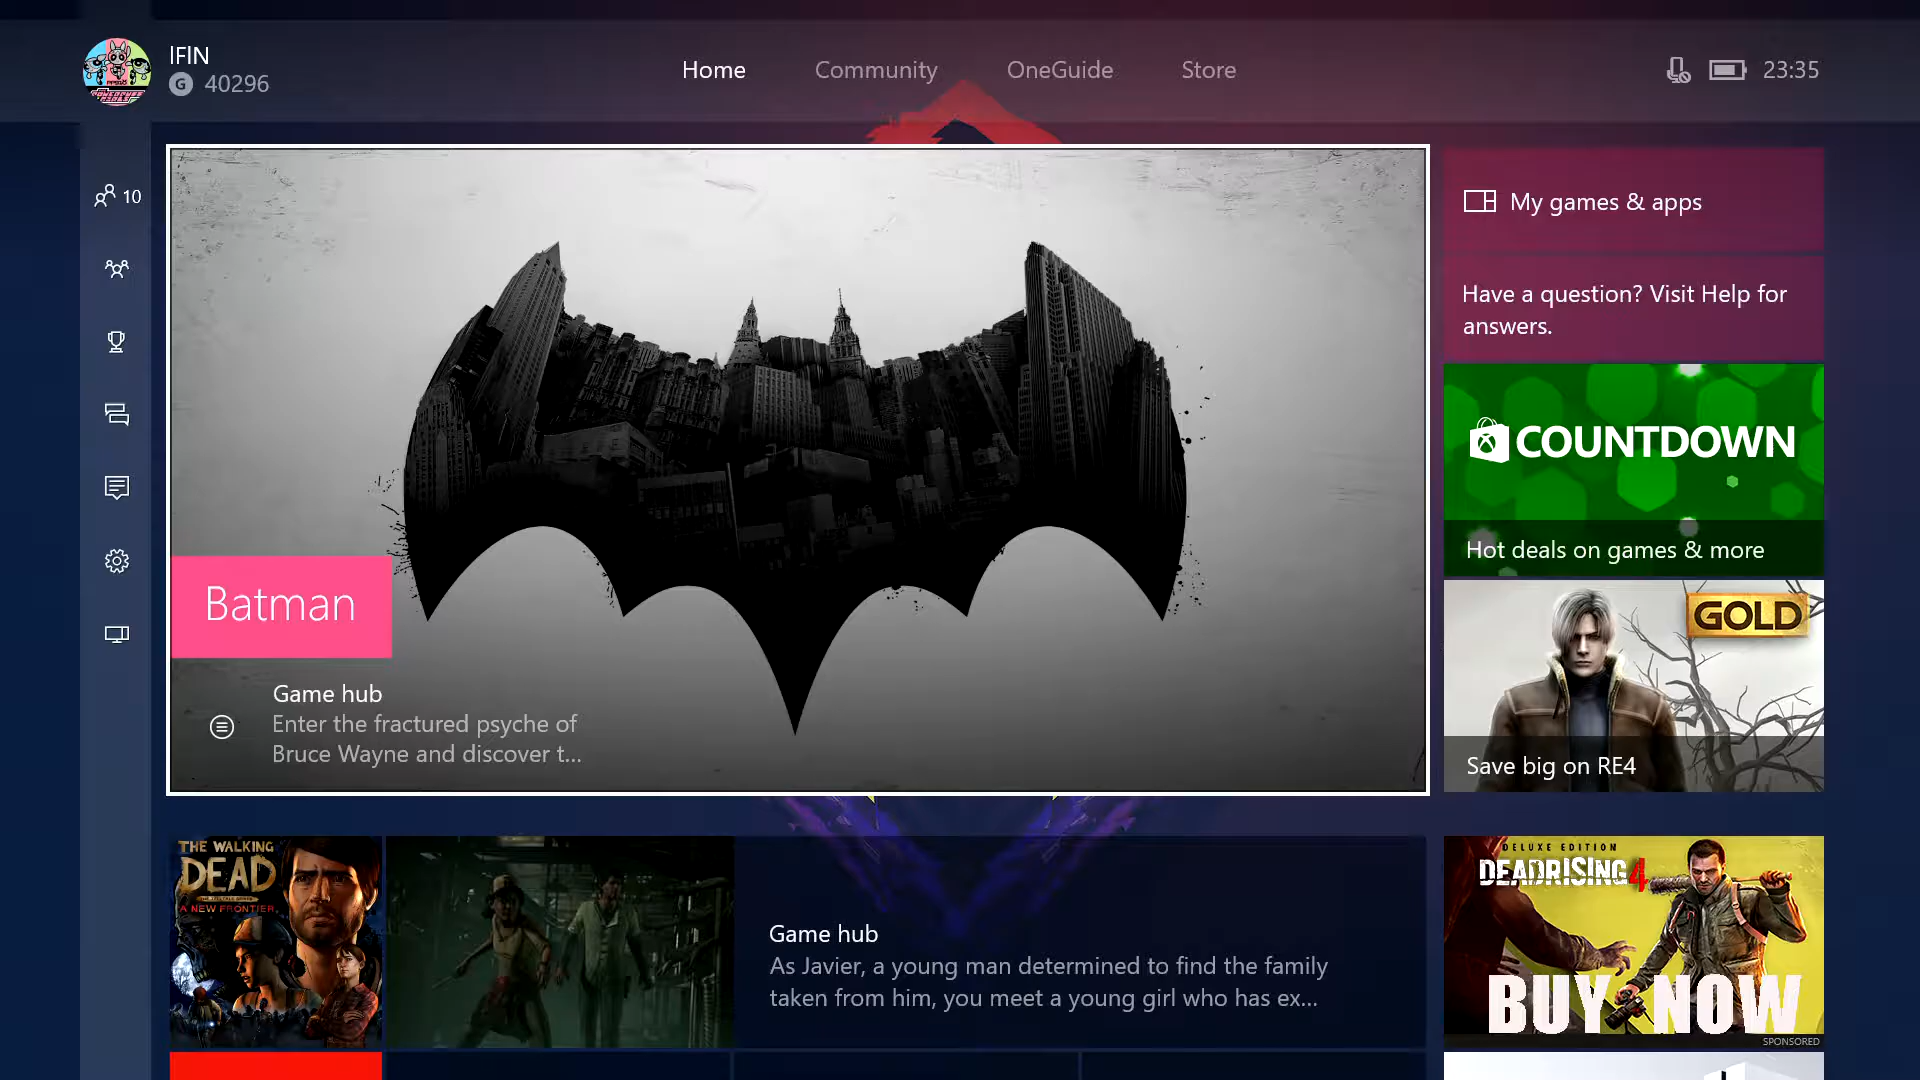 IFIN
G 40296
Home
Community
OneGuide
Store
23:35
10
Batman
Game hub
Enter the fractured psyche of
Bruce Wayne and discover t...
My games & apps
Have a question? Visit Help for
answers.
COUNTDOWN
Hot deals on games & more
GOLD
Save big on RE4
THE WALKING
DEAD
A NEW FRONTIER
Game hub
As Javier, a young man determined to find the family
taken from him, you meet a young girl who has ex...
DELUXE EDITION
DEADRISING 4
BUY NOW
SPONSORED